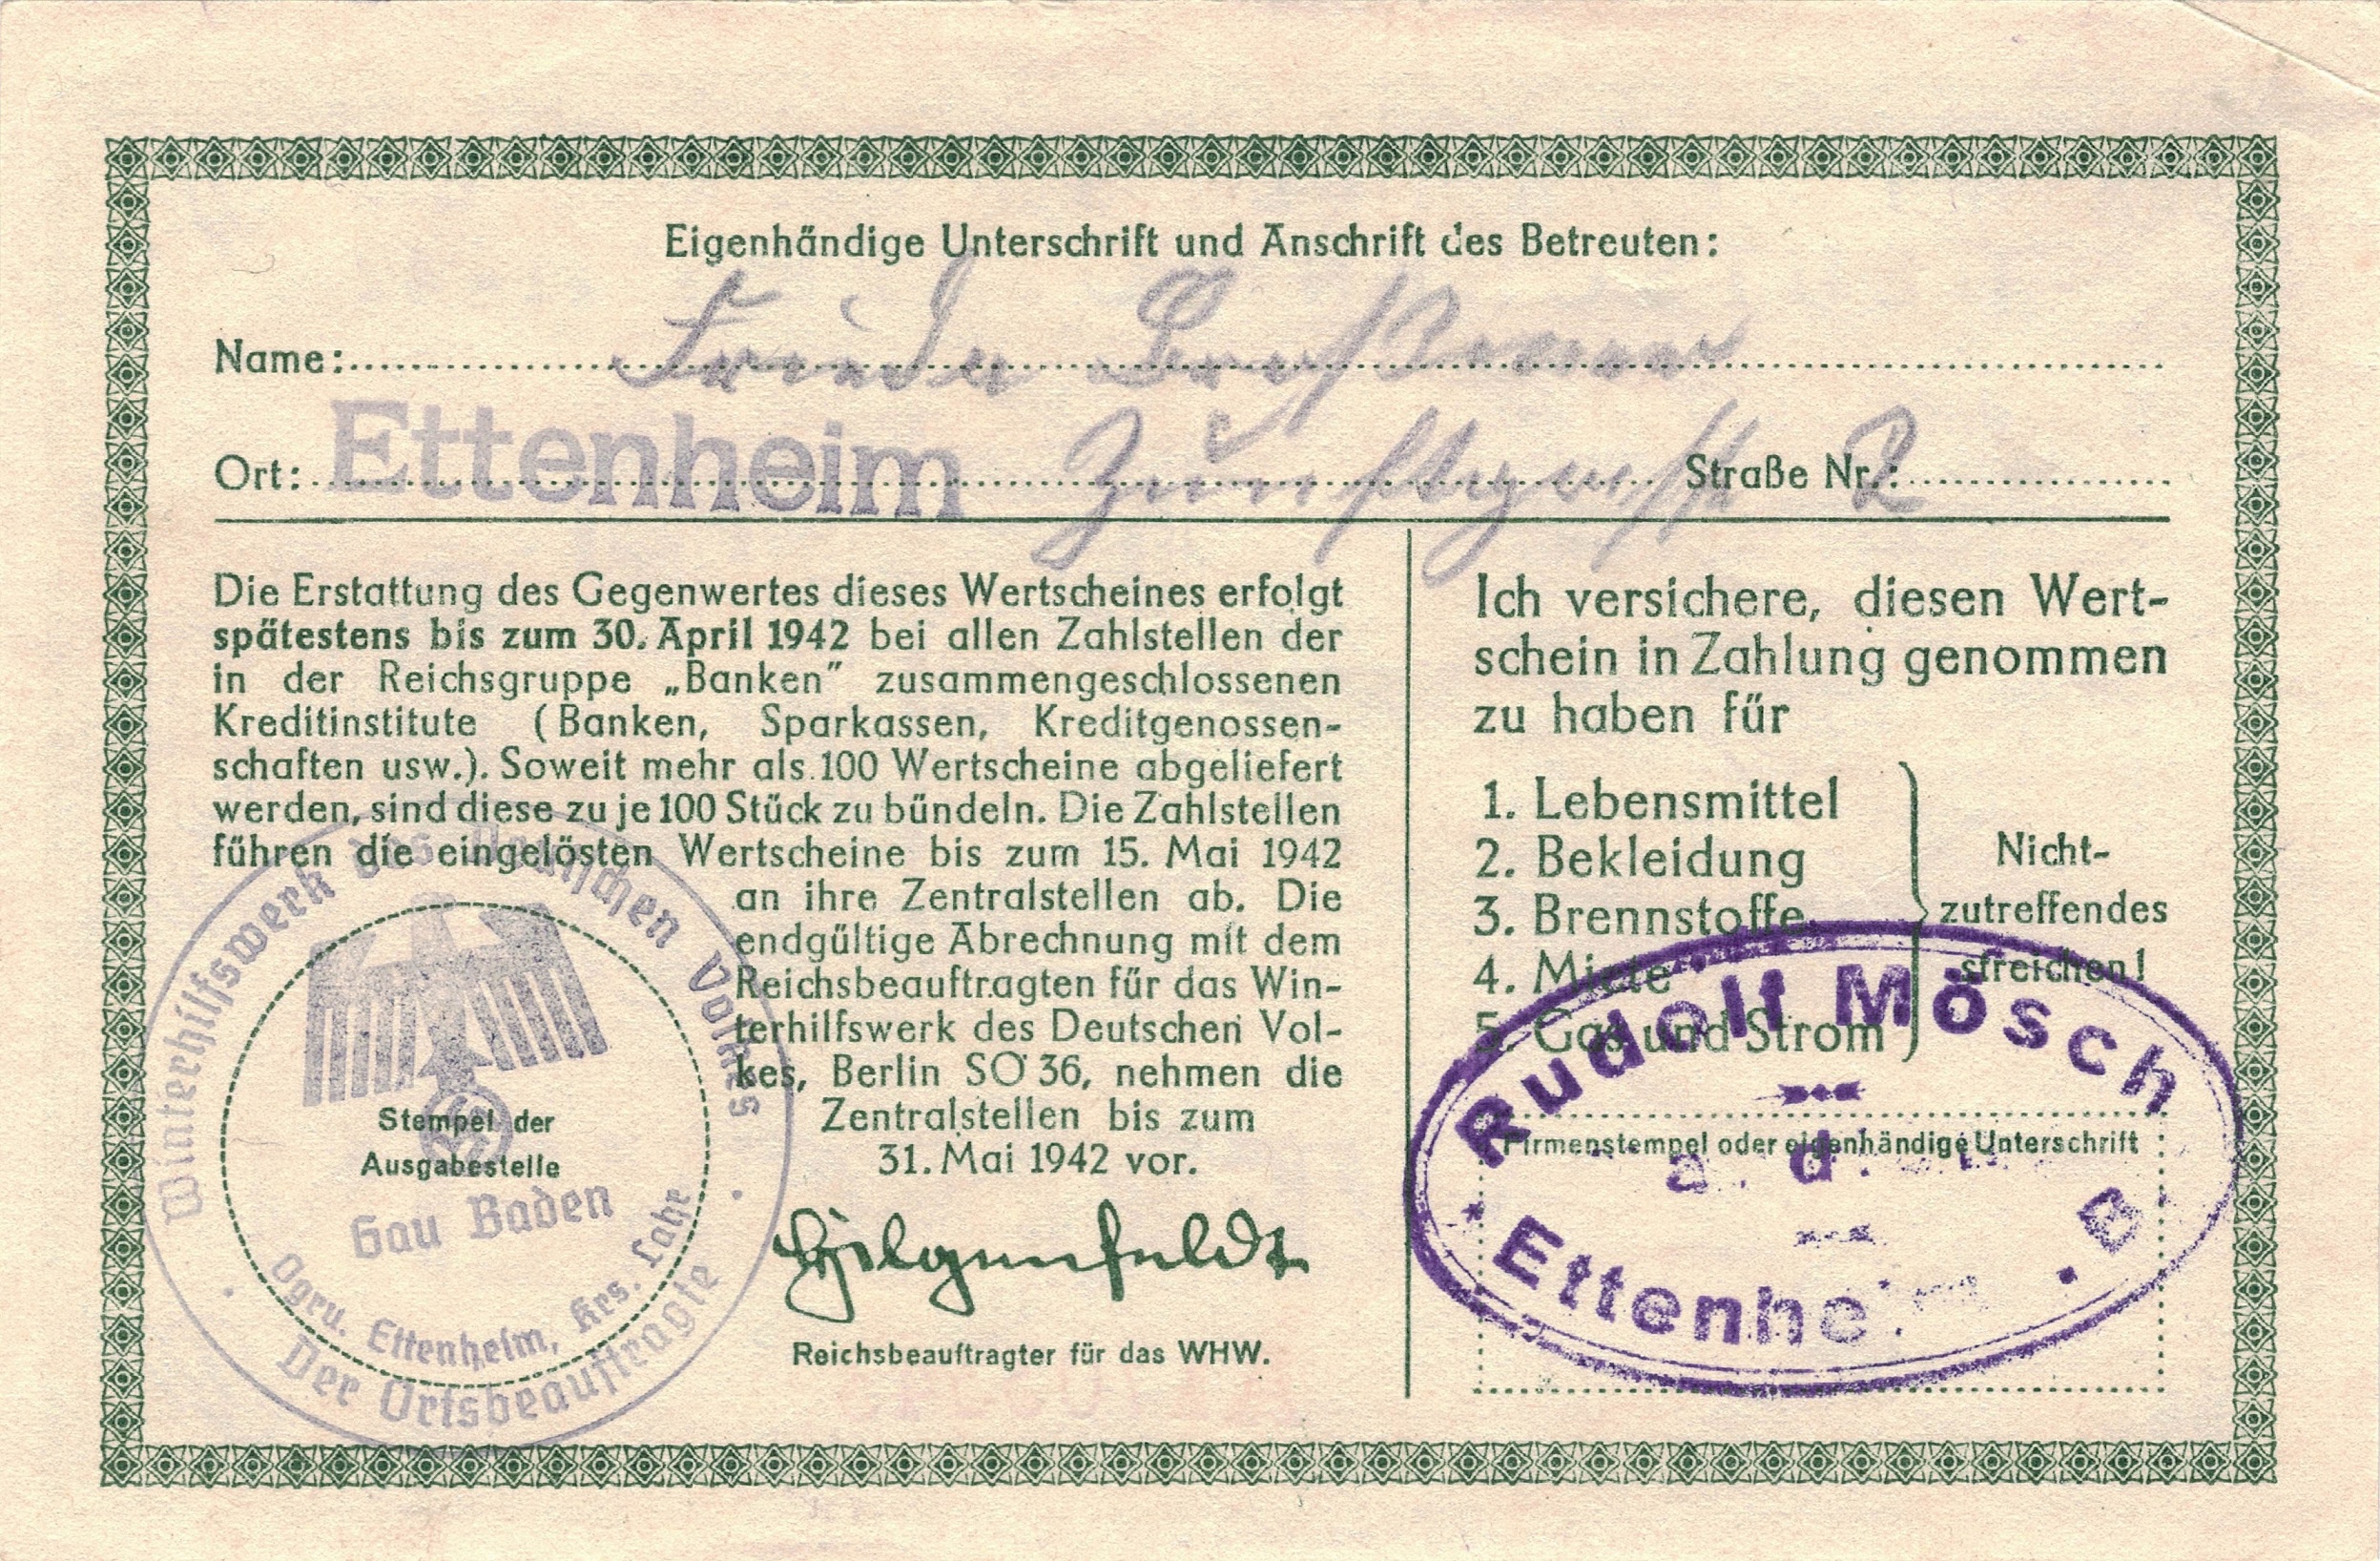 Eigenhändige Unterschrift und Anschrift des Betreuten:
Name: Frieda
Ort: Ettenheim Zunftgasse Straße Nr.: 2
Die Erstattung des Gegenwertes dieses Wertscheines erfolgt
spätestens bis zum 30. April 1942 bei allen Zahlstellen der
in der Reichsgruppe „Banken" zusammengeschlossenen
Kreditinstitute (Banken, Sparkassen, Kreditgenossen-
schaften usw.). Soweit mehr als 100 Wertscheine abgeliefert
werden, sind diese zu je 100 Stück zu bündeln. Die Zahlstellen
führen die eingelösten Wertscheine bis zum 15. Mai 1942
an ihre Zentralstellen ab. Die
endgültige Abrechnung mit dem
Reichsbeauftragten für das Win-
terhilfswerk des Deutschen Vol-
kes, Berlin SO 36, nehmen die
Zentralstellen bis zum
31. Mai 1942 vor.
Hilgenfeldt
Reichsbeauftragter für das WHW.
Winterhilfswerk des Deutschen Volkes
Stempel der
Ausgabestelle
Gau Baden
Ogru. Ettenheim, Krs. Lahr
Der Ortsbeauftragte
Ich versichere, diesen Wert-
schein in Zahlung genommen
zu haben für
1. Lebensmittel
2. Bekleidung
3. Brennstoffe
4. Miete
5. Gas und Strom
Nicht-
zutreffendes
streichen!
Firmenstempel oder eigenhändige Unterschrift
Rudolf Mösch
a. d.
Ettenheim . B